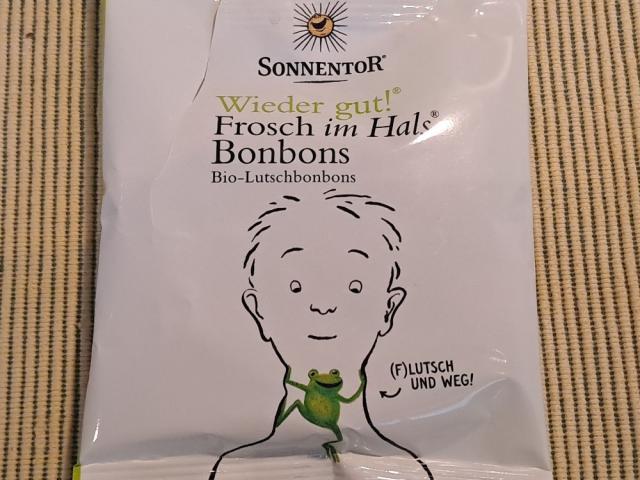 SONNENTOR®
Wieder gut!®
Frosch im Hals®
Bonbons
Bio-Lutschbonbons
(F)LUTSCH
UND WEG!